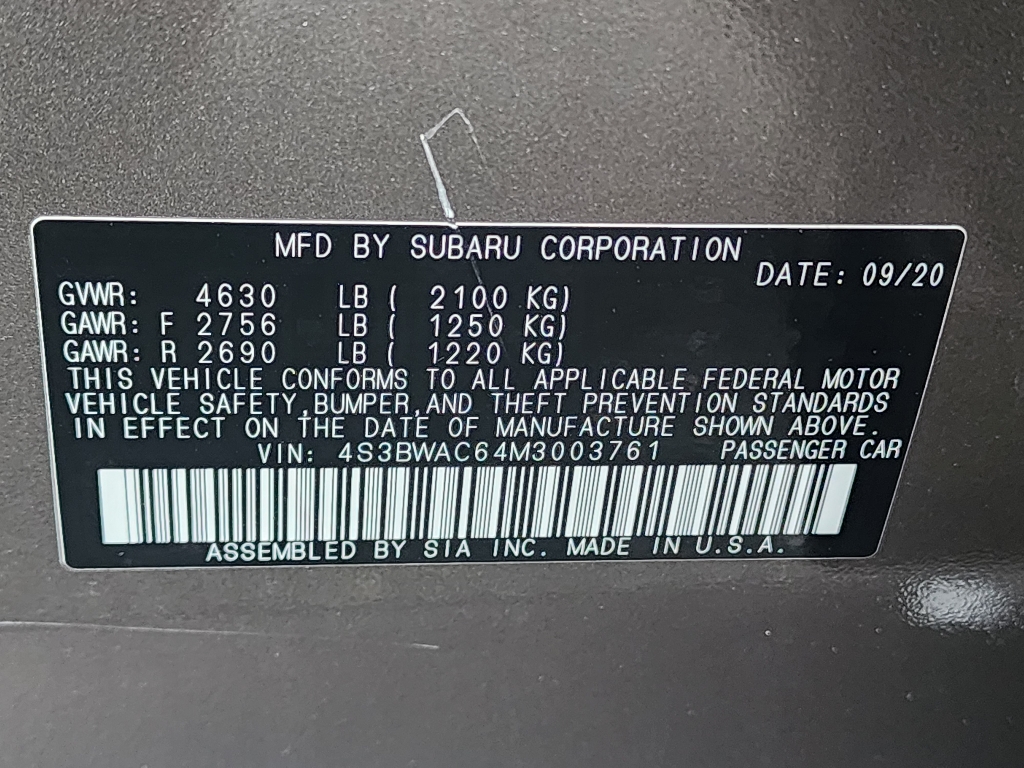 MFD BY SUBARU CORPORATION
DATE: 09/20
GVWR: 4630 LB ( 2100 KG)
GAWR: F 2756 LB ( 1250 KG)
GAWR: R 2690 LB ( 1220 KG)
THIS VEHICLE CONFORMS TO ALL APPLICABLE FEDERAL MOTOR
VEHICLE SAFETY,BUMPER,AND THEFT PREVENTION STANDARDS
IN EFFECT ON THE DATE OF MANUFACTURE SHOWN ABOVE.
VIN: 4S3BWAC64M3003761 PASSENGER CAR
ASSEMBLED BY SIA INC. MADE IN U.S.A.